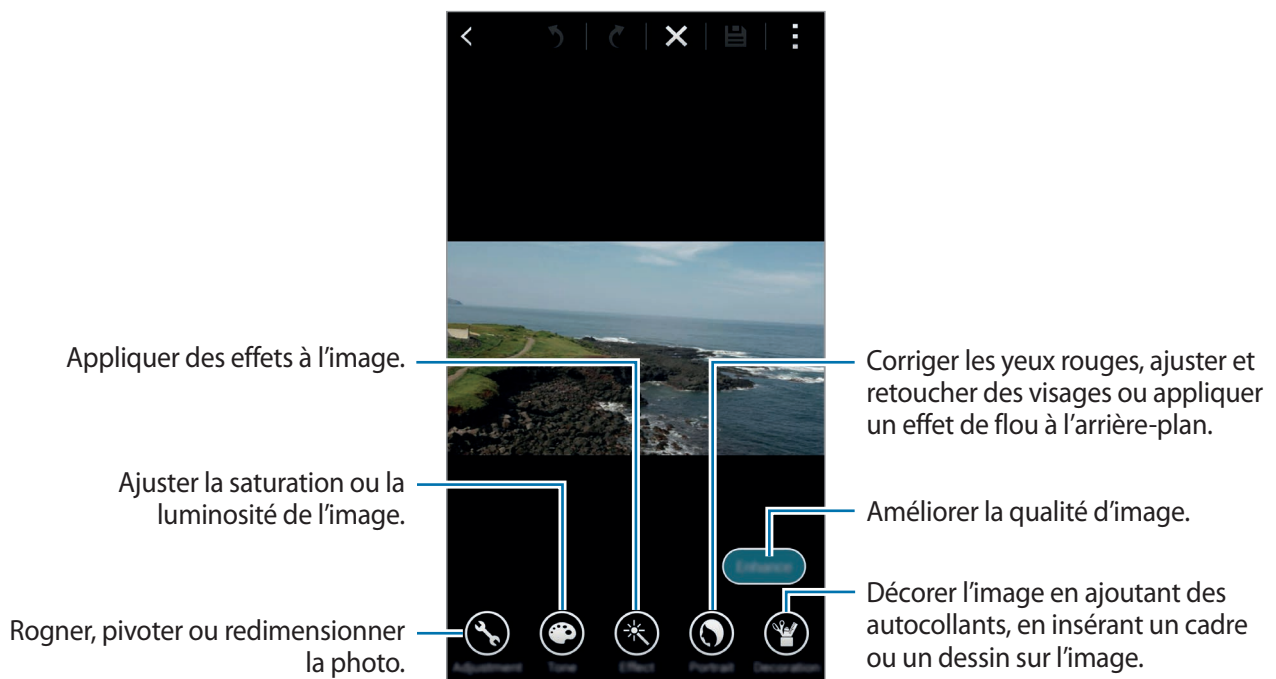 Appliquer des effets à l'image.
Ajuster la saturation ou la
luminosité de l'image.
Rogner, pivoter ou redimensionner
la photo.
Corriger les yeux rouges, ajuster et
retoucher des visages ou appliquer
un effet de flou à l'arrière-plan.
Améliorer la qualité d'image.
Décorer l'image en ajoutant des
autocollants, en insérant un cadre
ou un dessin sur l'image.
Enhance
Adjustment
Tone
Effect
Portrait
Decoration